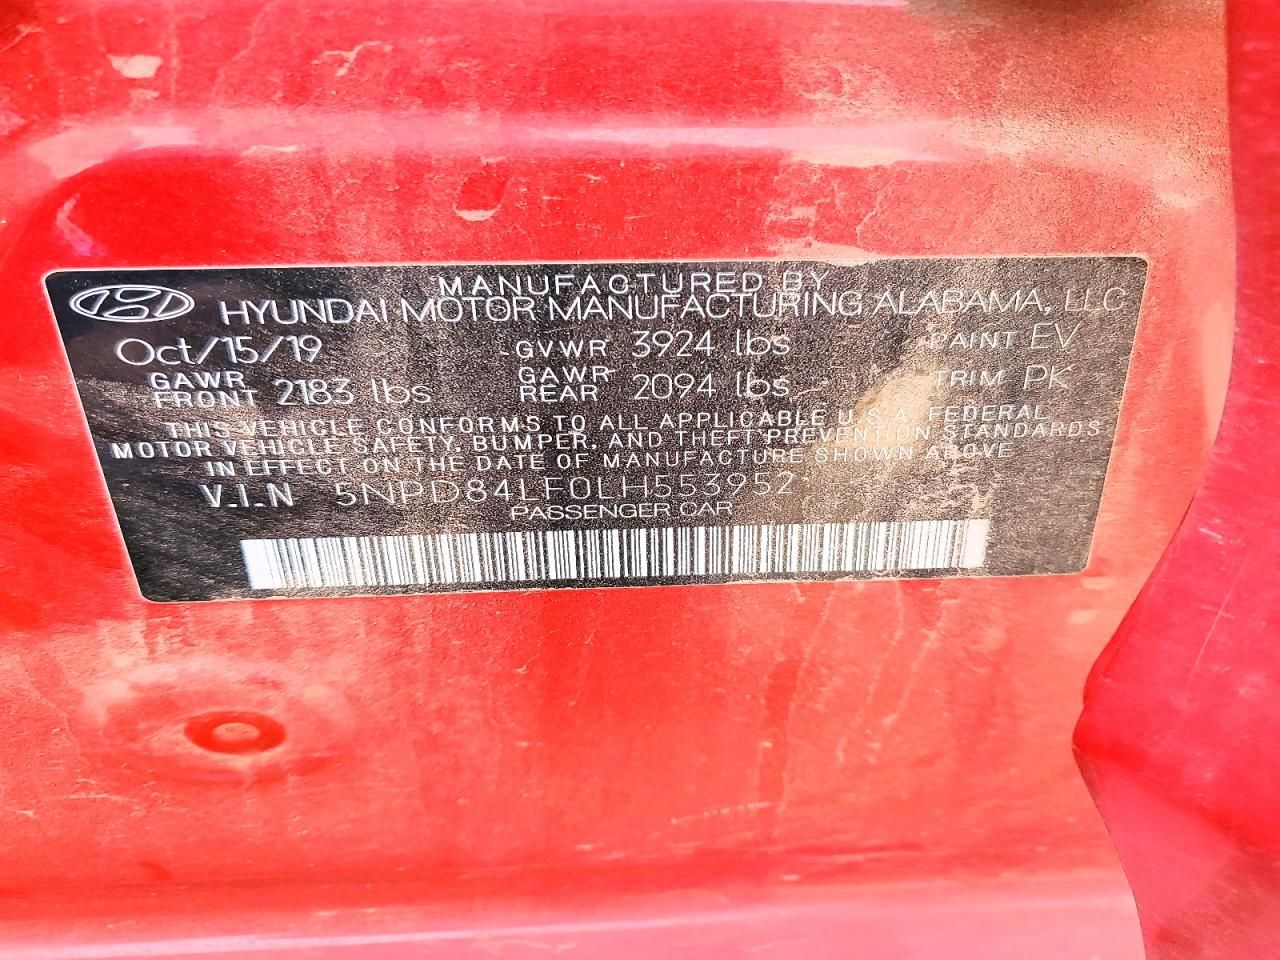 MANUFACTURED BY
HYUNDAI MOTOR MANUFACTURING ALABAMA, LLC
Oct/15/19 GVWR 3924 lbs PAINT EV
GAWR FRONT 2183 lbs GAWR REAR 2094 lbs TRIM PK
THIS VEHICLE CONFORMS TO ALL APPLICABLE U.S.A. FEDERAL
MOTOR VEHICLE SAFETY, BUMPER, AND THEFT PREVENTION STANDARDS
IN EFFECT ON THE DATE OF MANUFACTURE SHOWN ABOVE
V.I.N 5NPD84LF0LH553952
PASSENGER CAR